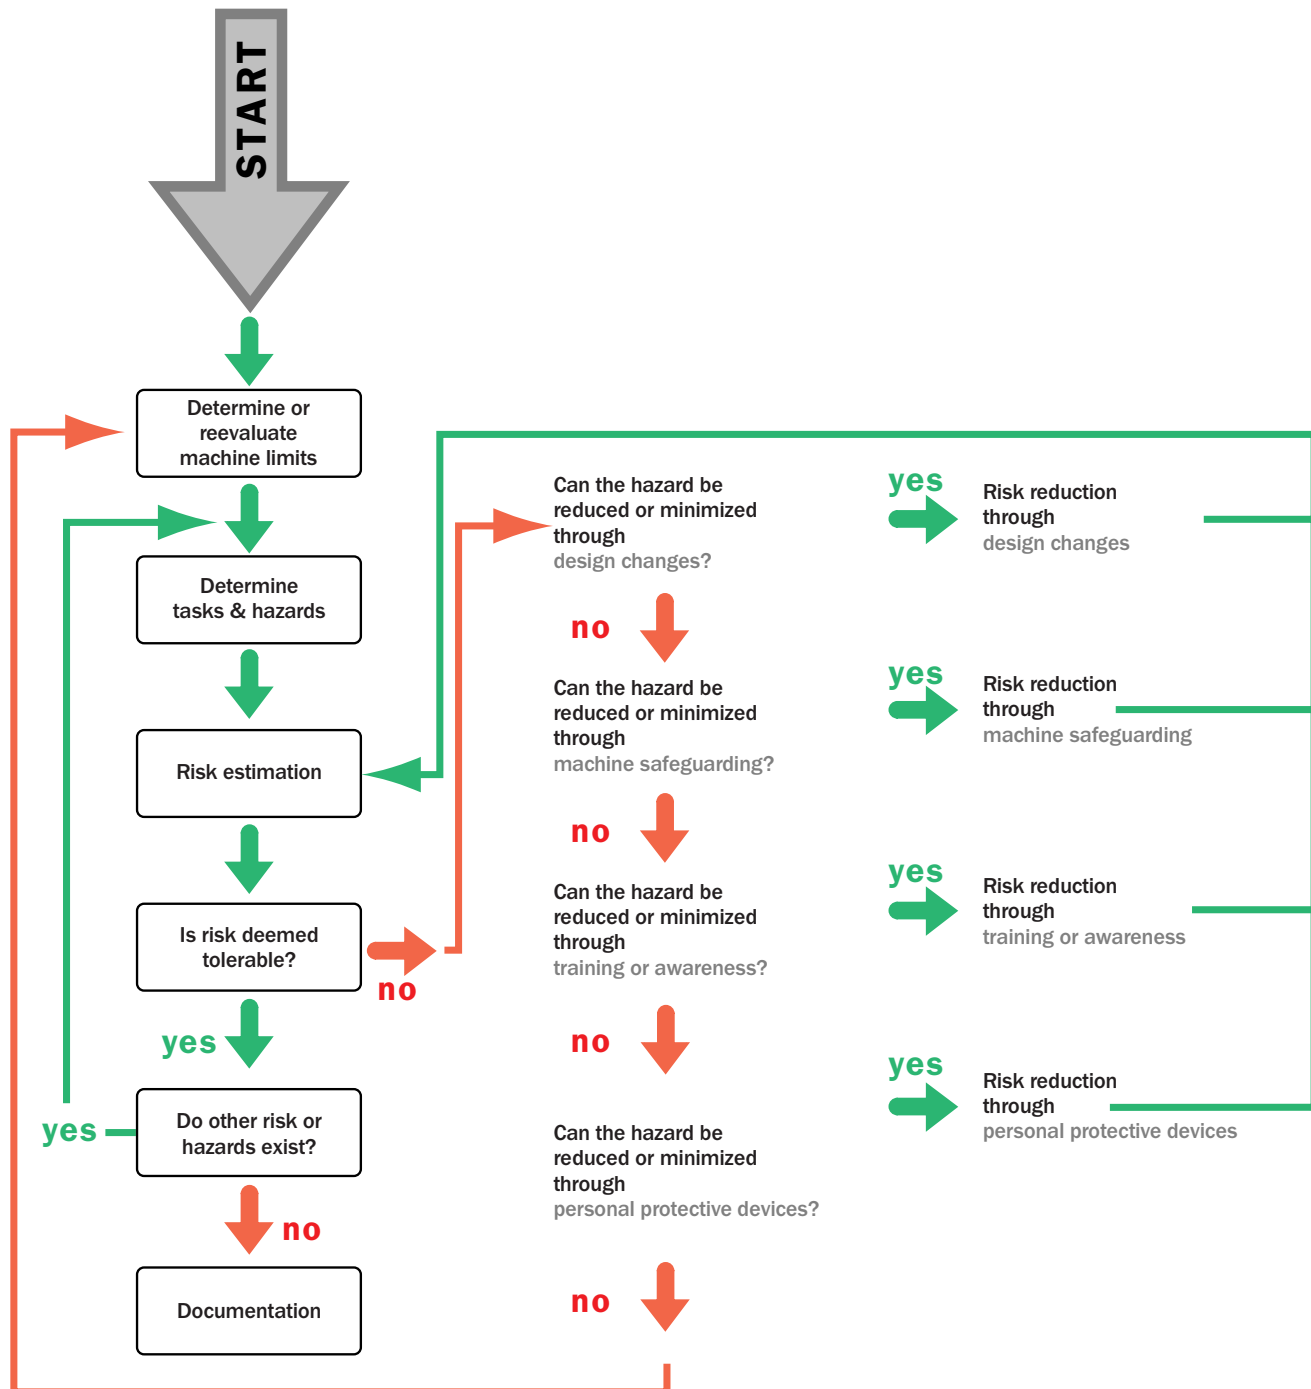 START
Determine or
reevaluate
machine limits
Determine
tasks & hazards
Risk estimation
Is risk deemed
tolerable?
no
yes
Do other risk or
hazards exist?
yes
no
Documentation
Can the hazard be
reduced or minimized
through
design changes?
yes
Risk reduction
through
design changes
no
Can the hazard be
reduced or minimized
through
machine safeguarding?
yes
Risk reduction
through
machine safeguarding
no
Can the hazard be
reduced or minimized
through
training or awareness?
yes
Risk reduction
through
training or awareness
no
Can the hazard be
reduced or minimized
through
personal protective devices?
yes
Risk reduction
through
personal protective devices
no